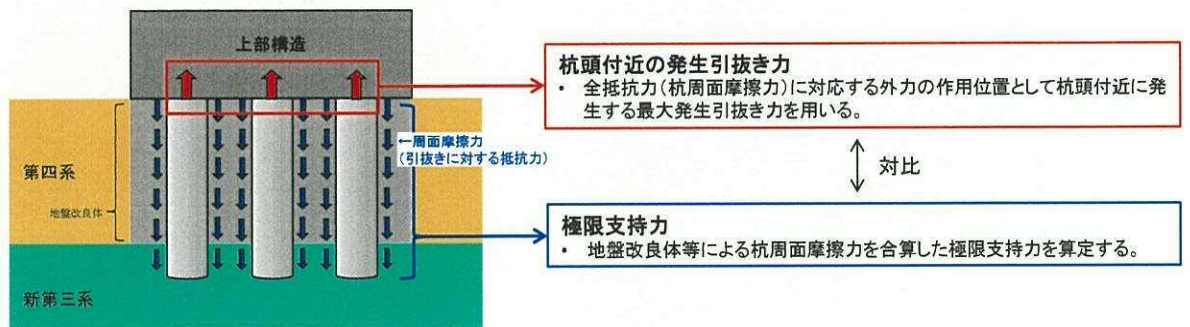 上部構造
第四系
地盤改良体
新第三系
←周面摩擦力
(引抜きに対する抵抗力)
杭頭付近の発生引抜き力
・ 全抵抗力(杭周面摩擦力)に対応する外力の作用位置として杭頭付近に発
生する最大発生引抜き力を用いる。
対比
極限支持力
・ 地盤改良体等による杭周面摩擦力を合算した極限支持力を算定する。